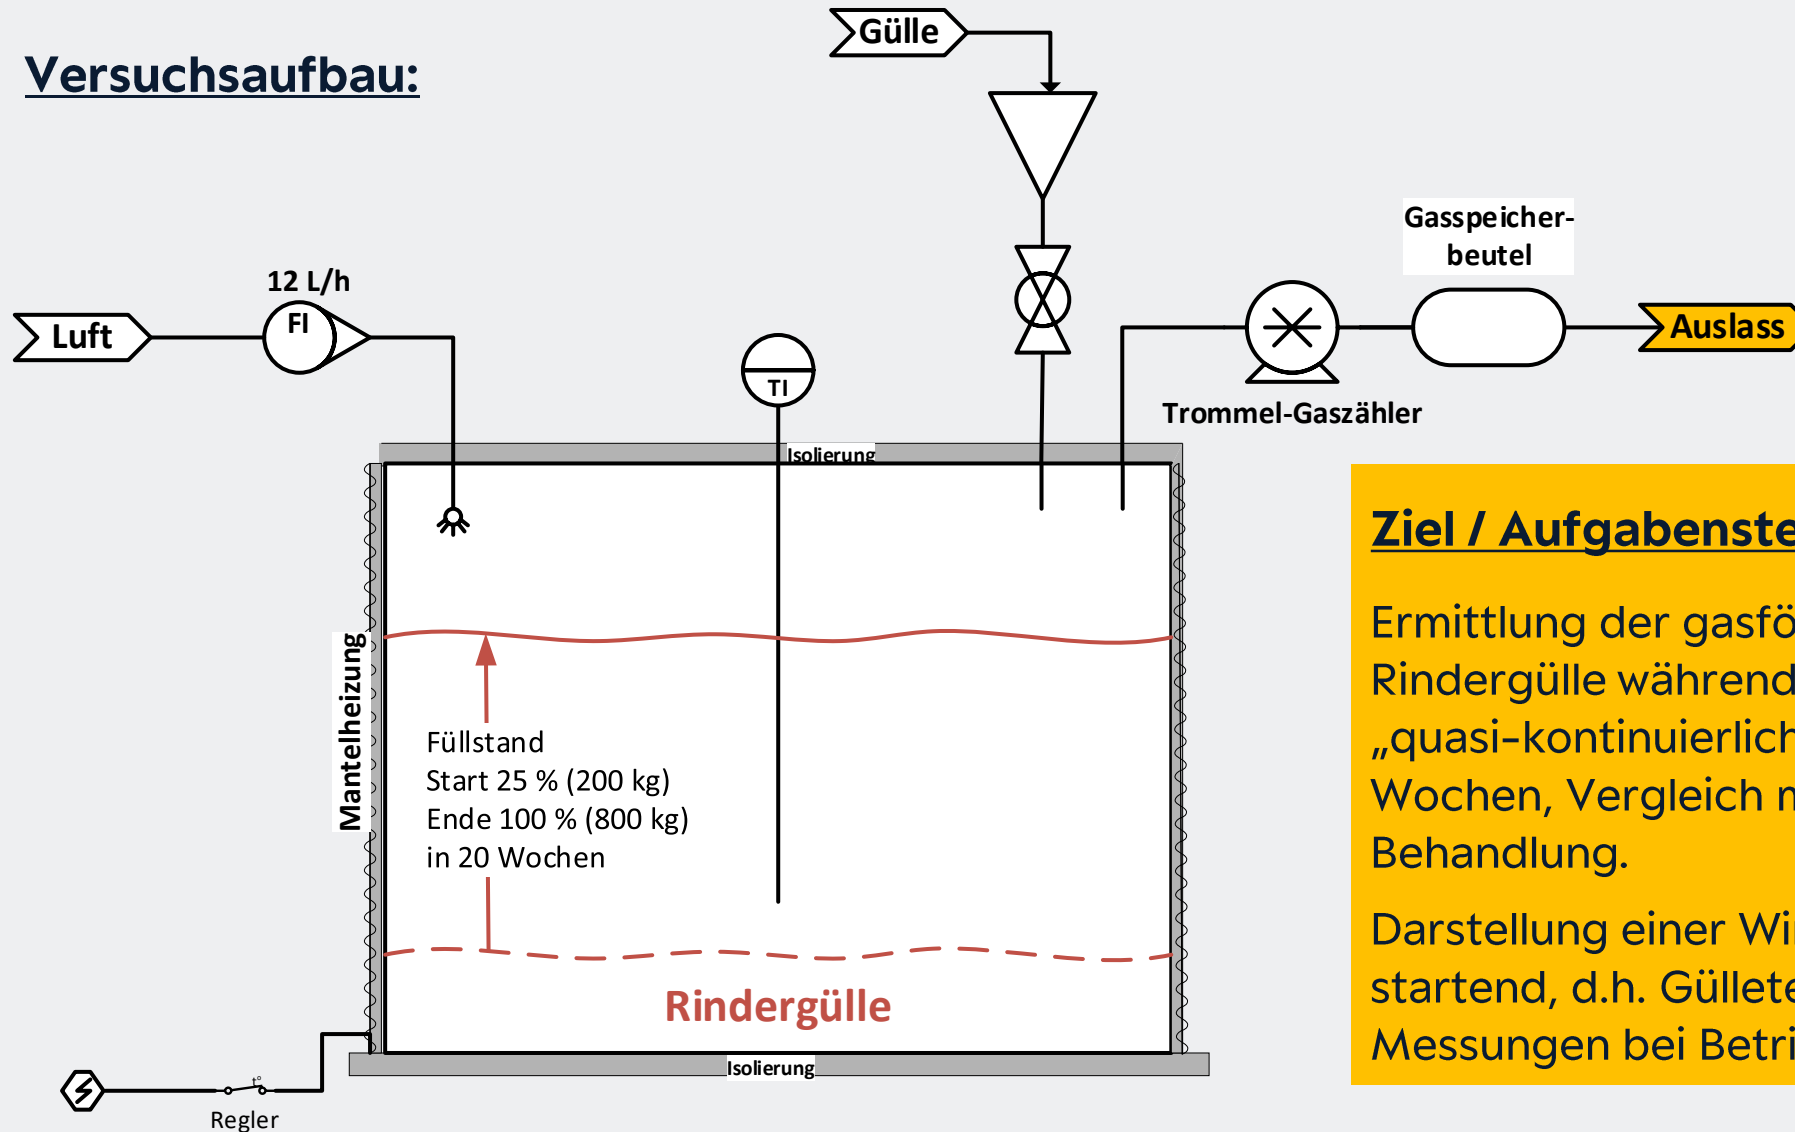 Versuchsaufbau:
Gülle
Gasspeicher-
beutel
12 L/h
FI
Luft
Auslass
TI
Trommel-Gaszähler
Isolierung
Mantelheizung
Füllstand
Start 25 % (200 kg)
Ende 100 % (800 kg)
in 20 Wochen
Rindergülle
Isolierung
t°
Regler
Ziel / Aufgabenste
Ermittlung der gasfö
Rindergülle während
„quasi-kontinuierlich
Wochen, Vergleich m
Behandlung.
Darstellung einer Wi
startend, d.h. Güllete
Messungen bei Betri